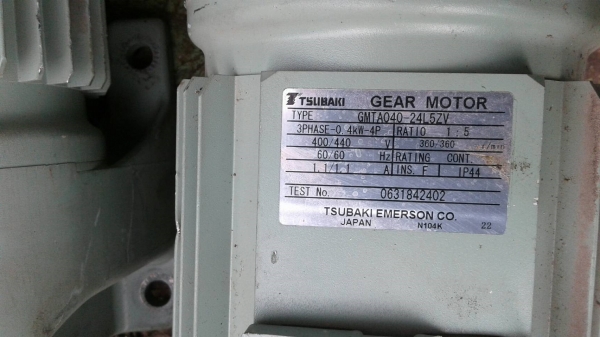 TSUBAKI GEAR MOTOR
TYPE GMTA040-24L5ZV
3PHASE-0.4kW-4P RATIO 1:5
400/440 V 360/360 r/min
60/60 Hz RATING CONT.
1.1/1.1 A INS. F IP44
TEST No. 0631842402
TSUBAKI EMERSON CO.
JAPAN N104K 22